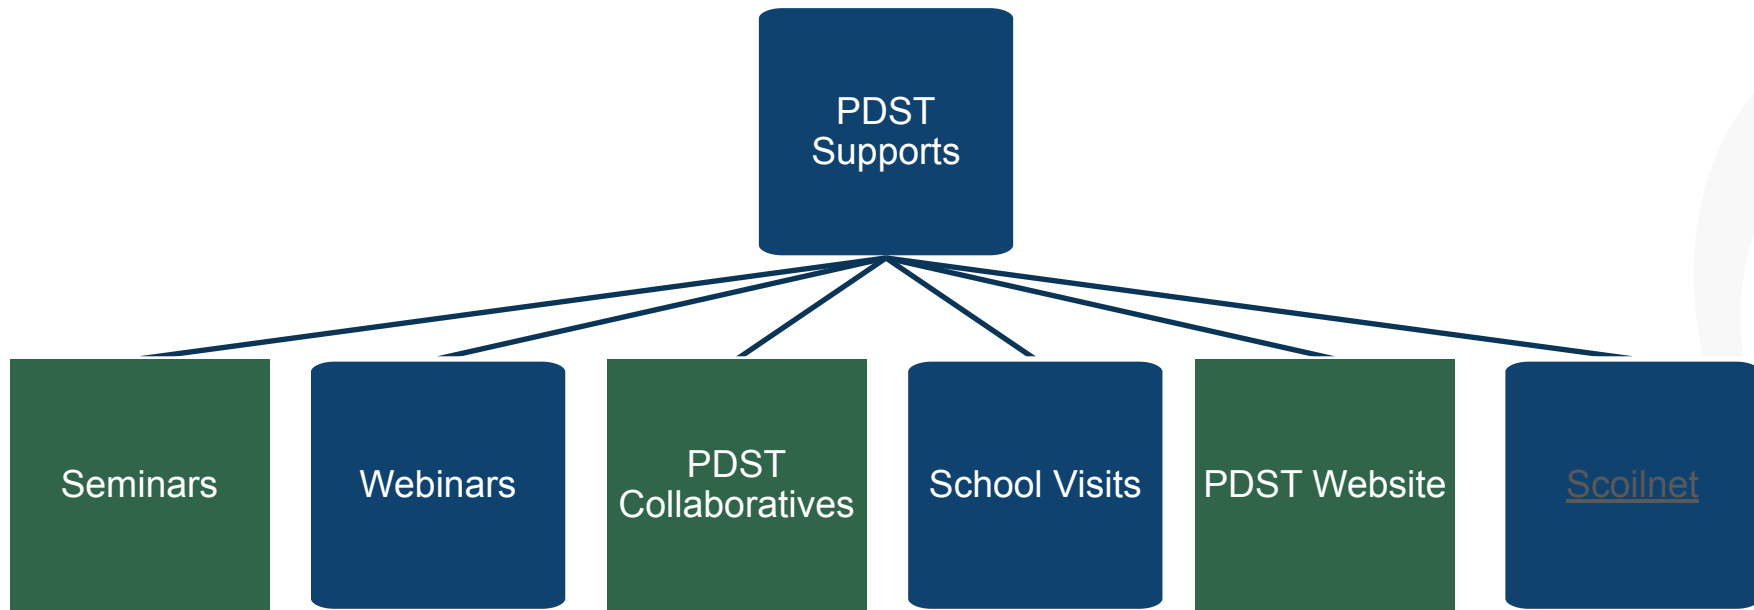 PDST
Supports
Seminars
Webinars
PDST
Collaboratives
School Visits
PDST Website
Scoilnet